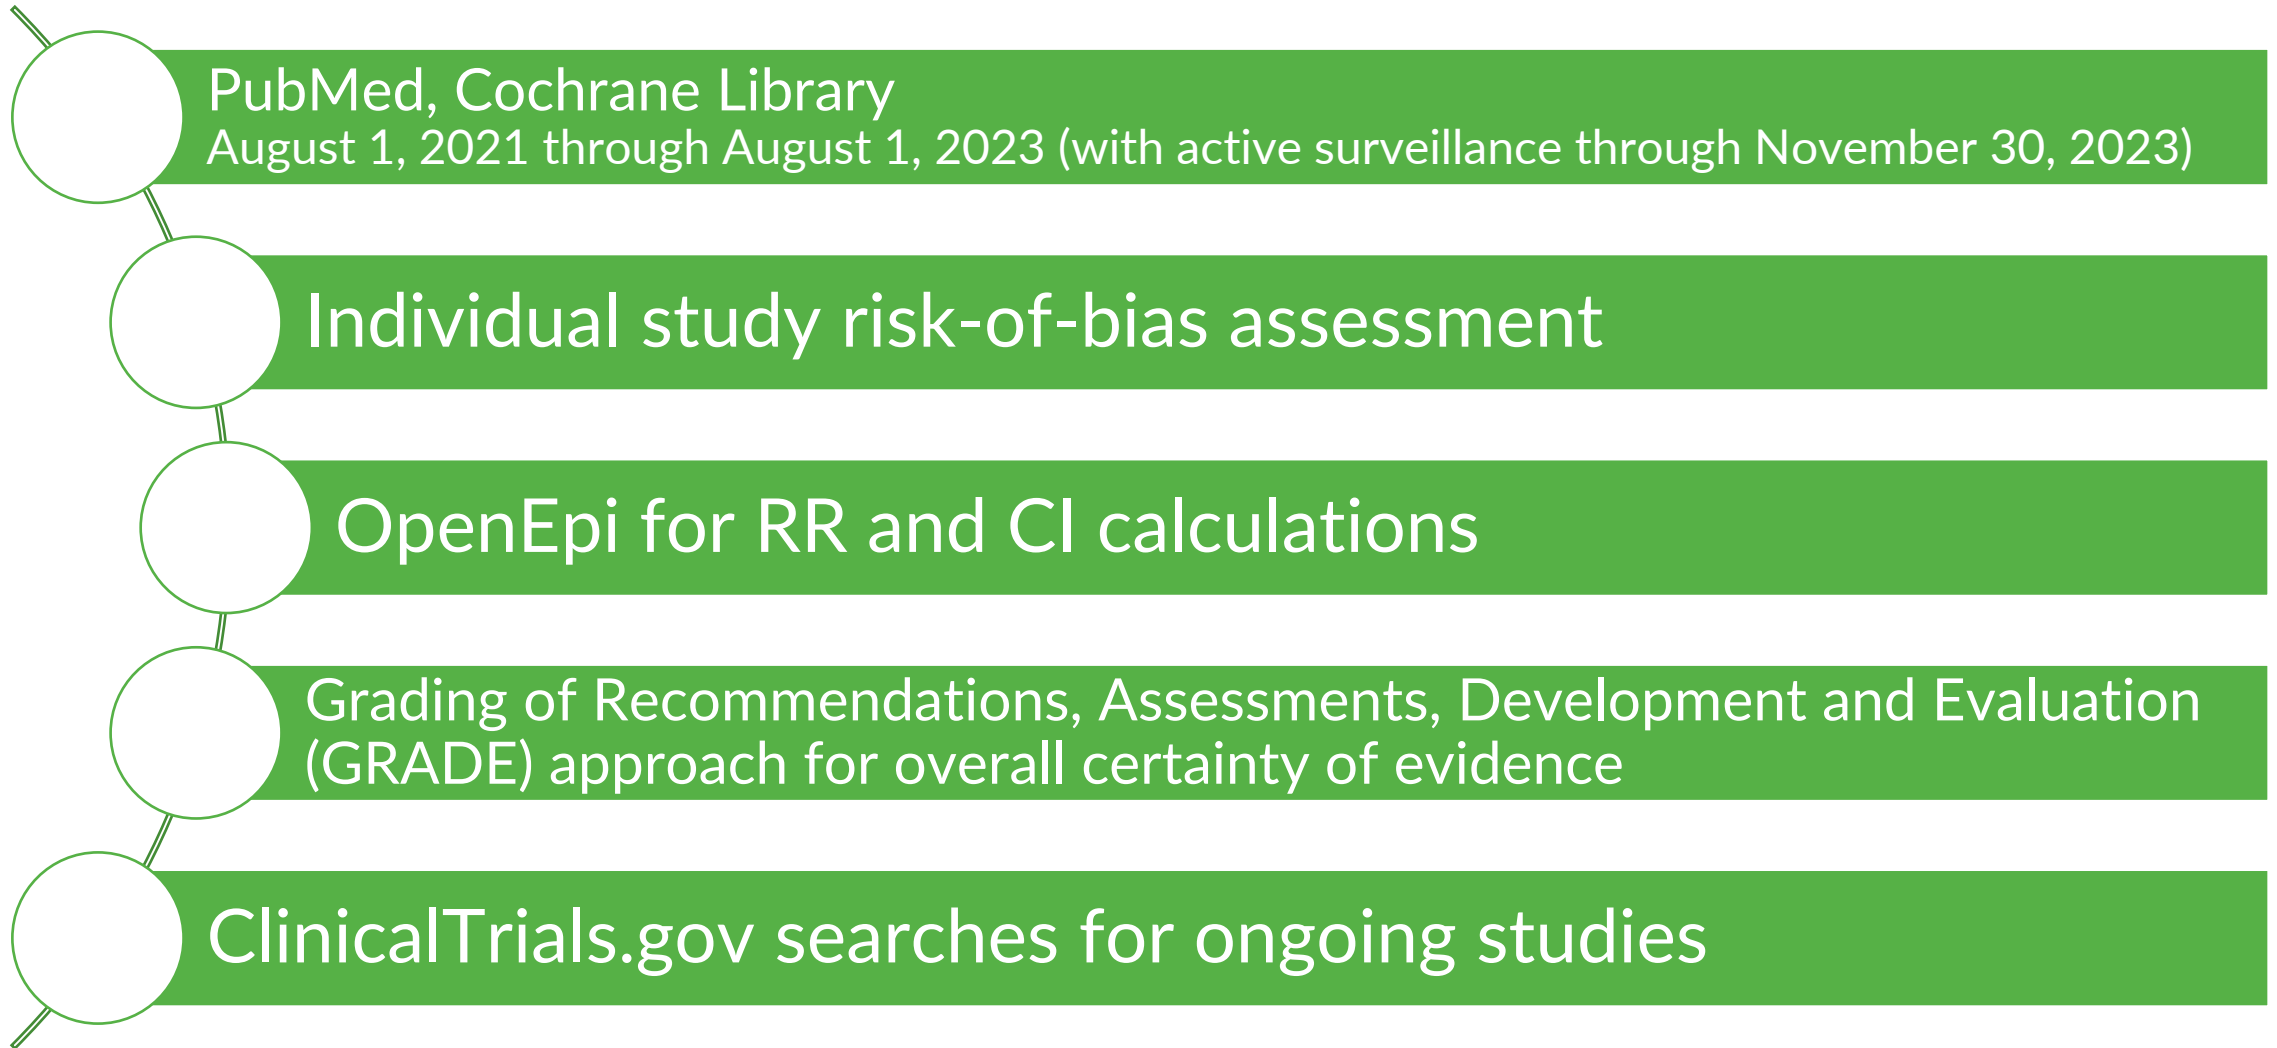 PubMed, Cochrane Library
August 1, 2021 through August 1, 2023 (with active surveillance through November 30, 2023)
Individual study risk-of-bias assessment
OpenEpi for RR and CI calculations
Grading of Recommendations, Assessments, Development and Evaluation
(GRADE) approach for overall certainty of evidence
ClinicalTrials.gov searches for ongoing studies